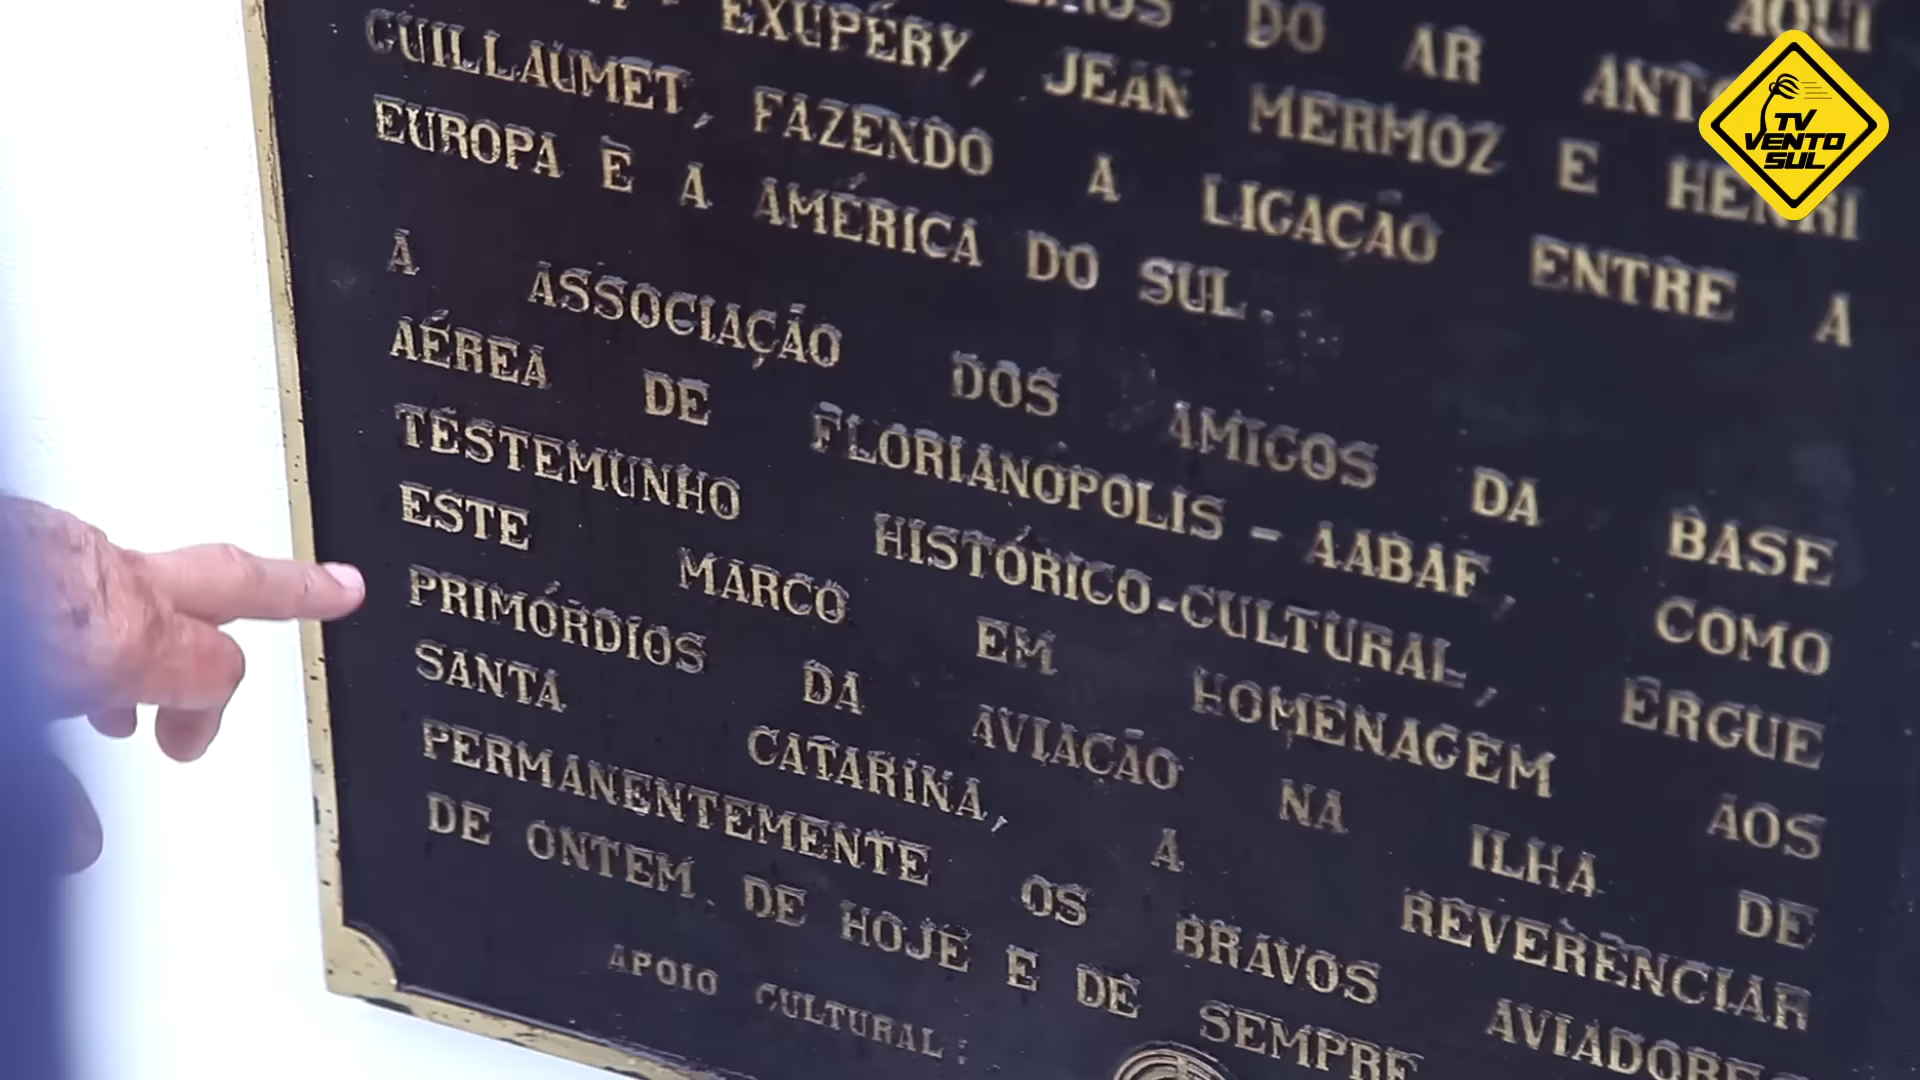 DO AR AQUI
EXUPÉRY, JEAN MERMOZ E HENRI
GUILLAUMET, FAZENDO A LIGAÇÃO ENTRE A
EUROPA E A AMÉRICA DO SUL.
A ASSOCIAÇÃO DOS AMIGOS DA BASE
AÉREA DE FLORIANÓPOLIS - AABAF, COMO
TESTEMUNHO HISTÓRICO-CULTURAL, ERGUE
ESTE MARCO EM HOMENAGEM AOS
PRIMÓRDIOS DA AVIAÇÃO NA ILHA DE
SANTA CATARINA, A REVERENCIAR
PERMANENTEMENTE OS BRAVOS AVIADORES
DE ONTEM, DE HOJE E DE SEMPRE
APOIO CULTURAL:
TV
VENTO
SUL